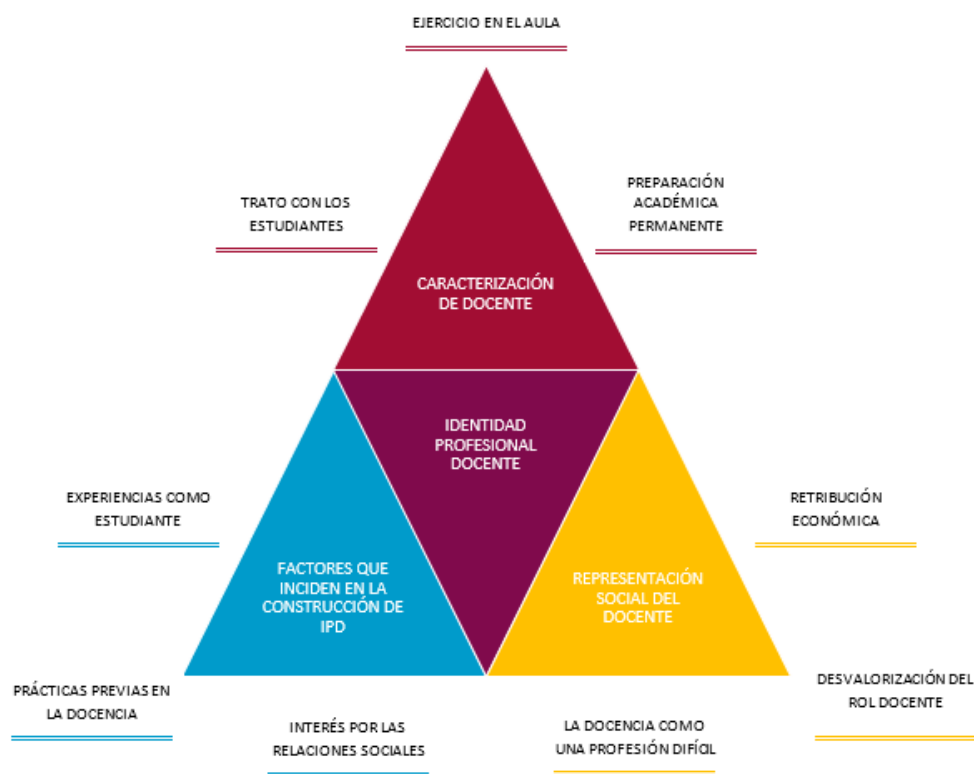 EJERCICIO EN EL AULA
TRATO CON LOS
ESTUDIANTES
PREPARACIÓN
ACADÉMICA
PERMANENTE
CARACTERIZACIÓN
DE DOCENTE
IDENTIDAD
PROFESIONAL
DOCENTE
EXPERIENCIAS COMO
ESTUDIANTE
RETRIBUCIÓN
ECONÓMICA
FACTORES QUE
INCIDEN EN LA
CONSTRUCCIÓN DE
IPD
REPRESENTACIÓN
SOCIAL DEL
DOCENTE
PRÁCTICAS PREVIAS EN
LA DOCENCIA
INTERÉS POR LAS
RELACIONES SOCIALES
LA DOCENCIA COMO
UNA PROFESIÓN DIFÍCIL
DESVALORIZACIÓN DEL
ROL DOCENTE